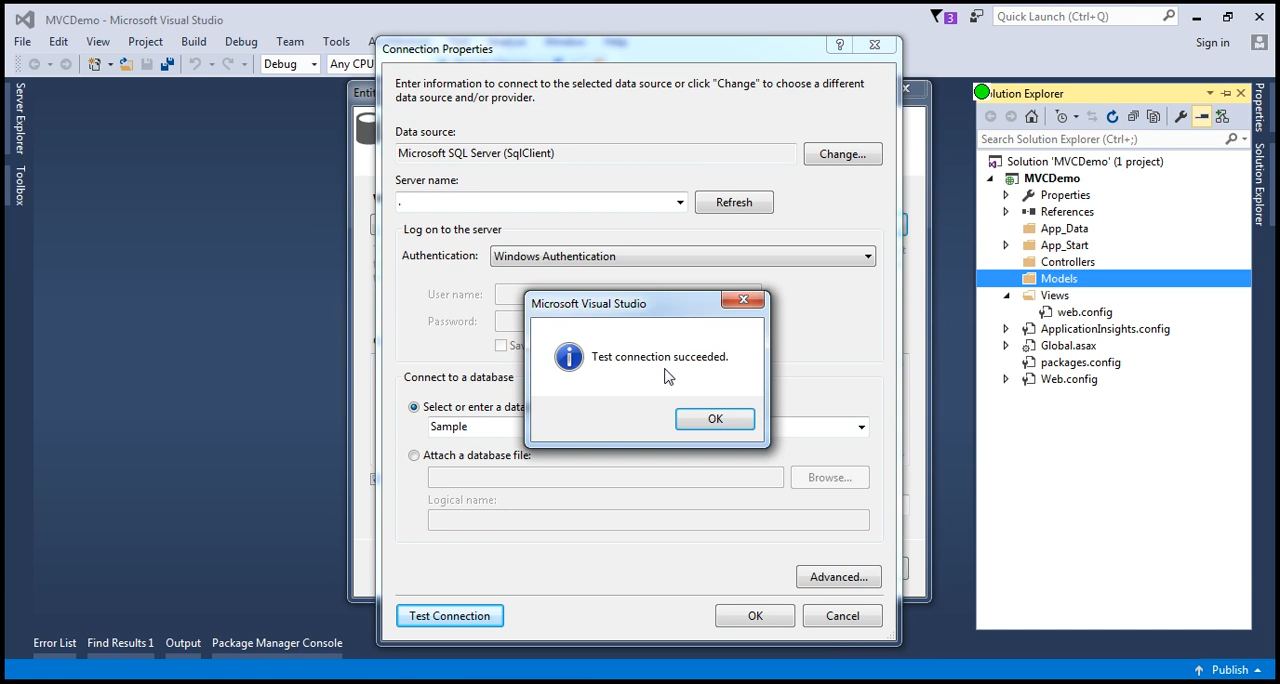 MVCDemo - Microsoft Visual Studio
3
Quick Launch (Ctrl+Q)
File Edit View Project Build Debug Team Tools
Sign in
Debug
Any CPU
Server Explorer
Toolbox
Connection Properties
Enter information to connect to the selected data source or click "Change" to choose a different
data source and/or provider.
Data source:
Microsoft SQL Server (SqlClient)
Change...
Server name:
.
Refresh
Log on to the server
Authentication:
Windows Authentication
User name:
Password:
Microsoft Visual Studio
Test connection succeeded.
OK
Connect to a database
Select or enter a data
Sample
Attach a database file:
Browse...
Logical name:
Advanced...
Test Connection
OK
Cancel
lution Explorer
Search Solution Explorer (Ctrl+;)
Solution 'MVCDemo' (1 project)
MVCDemo
Properties
References
App_Data
App_Start
Controllers
Models
Views
web.config
ApplicationInsights.config
Global.asax
packages.config
Web.config
Properties
Solution Explorer
Error List Find Results 1 Output Package Manager Console
Publish